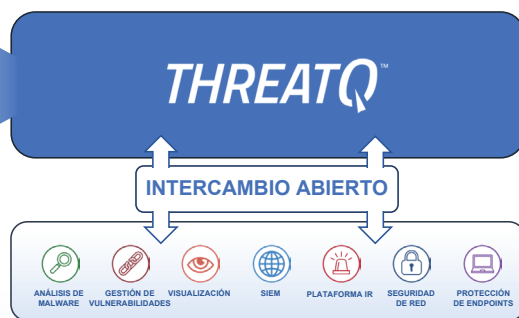 THREATQ™
INTERCAMBIO ABIERTO
ANÁLISIS DE
MALWARE
GESTIÓN DE
VULNERABILIDADES
VISUALIZACIÓN
SIEM
PLATAFORMA IR
SEGURIDAD
DE RED
PROTECCIÓN
DE ENDPOINTS